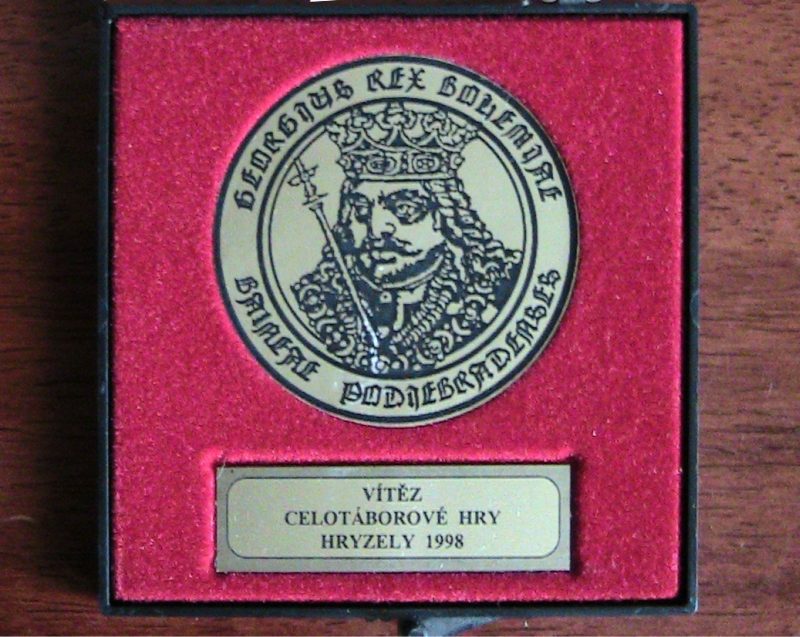 GEORGIUS REX BOHEMIAE
BALNEAE PODIEBRADENSES
VÍTĚZ
CELOTÁBOROVÉ HRY
HRYZELY 1998